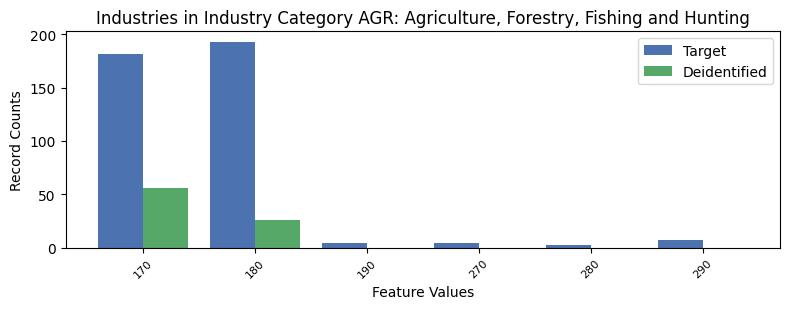 Industries in Industry Category AGR: Agriculture, Forestry, Fishing and Hunting
Target
Deidentified
200
150
100
50
0
Record Counts
170 180 190 270 280 290
Feature Values